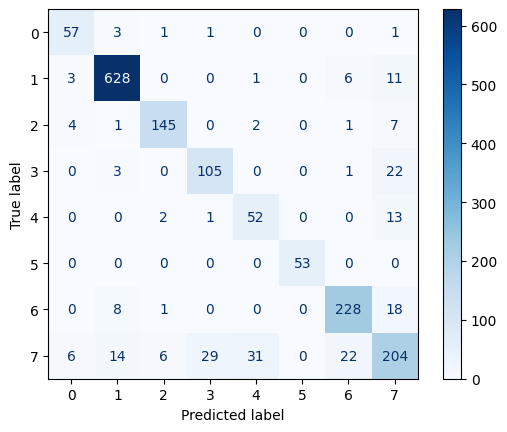 0 57 3 1 1 0 0 0 1
1 3 628 0 0 1 0 6 11
2 4 1 145 0 2 0 1 7
3 0 3 0 105 0 0 1 22
4 0 0 2 1 52 0 0 13
5 0 0 0 0 0 53 0 0
6 0 8 1 0 0 0 228 18
7 6 14 6 29 31 0 22 204
0 1 2 3 4 5 6 7
Predicted label
True label
600
500
400
300
200
100
0